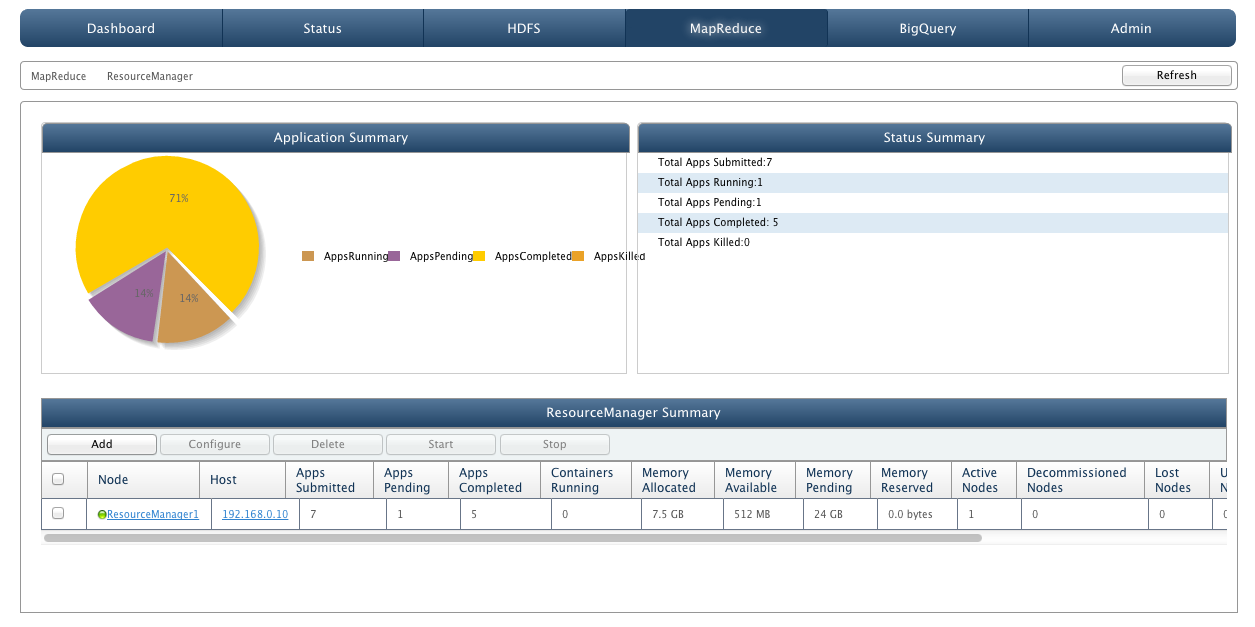 Dashboard Status HDFS MapReduce BigQuery Admin
MapReduce ResourceManager Refresh
Application Summary
71%
14%
14%
AppsRunning AppsPending AppsCompleted AppsKilled
Status Summary
Total Apps Submitted:7
Total Apps Running:1
Total Apps Pending:1
Total Apps Completed: 5
Total Apps Killed:0
ResourceManager Summary
Add Configure Delete Start Stop
Node Host Apps Submitted Apps Pending Apps Completed Containers Running Memory Allocated Memory Available Memory Pending Memory Reserved Active Nodes Decommissioned Nodes Lost Nodes
ResourceManager1 192.168.0.10 7 1 5 0 7.5 GB 512 MB 24 GB 0.0 bytes 1 0 0